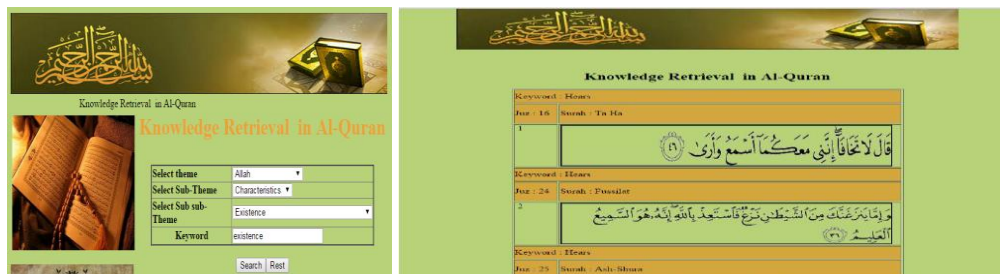 بسم الله الرحمن الرحيم
Knowledge Retrieval in Al-Quran
Knowledge Retrieval in Al-Quran
Select theme Allah
Select Sub-Theme Characteristics
Select Sub sub-Theme Existence
Keyword existence
Search Rest
بسم الله الرحمن الرحيم
Knowledge Retrieval in Al-Quran
Keyword : Hears
Juz : 16 Surah : Ta Ha
1
قَالَ لَا تَخَافَآ إِنَّنِى مَعَكُمَآ أَسْمَعُ وَأَرَىٰ ﴿٤٦﴾
Keyword : Hears
Juz : 24 Surah : Fussilat
2
وَإِمَّا يَنزَغَنَّكَ مِنَ ٱلشَّيْطَٰنِ نَزْغٌ فَٱسْتَعِذْ بِٱللَّهِ إِنَّهُۥ هُوَ ٱلسَّمِيعُ
ٱلْعَلِيمُ ﴿٣٦﴾
Keyword : Hears
Juz : 25 Surah : Ash-Shura